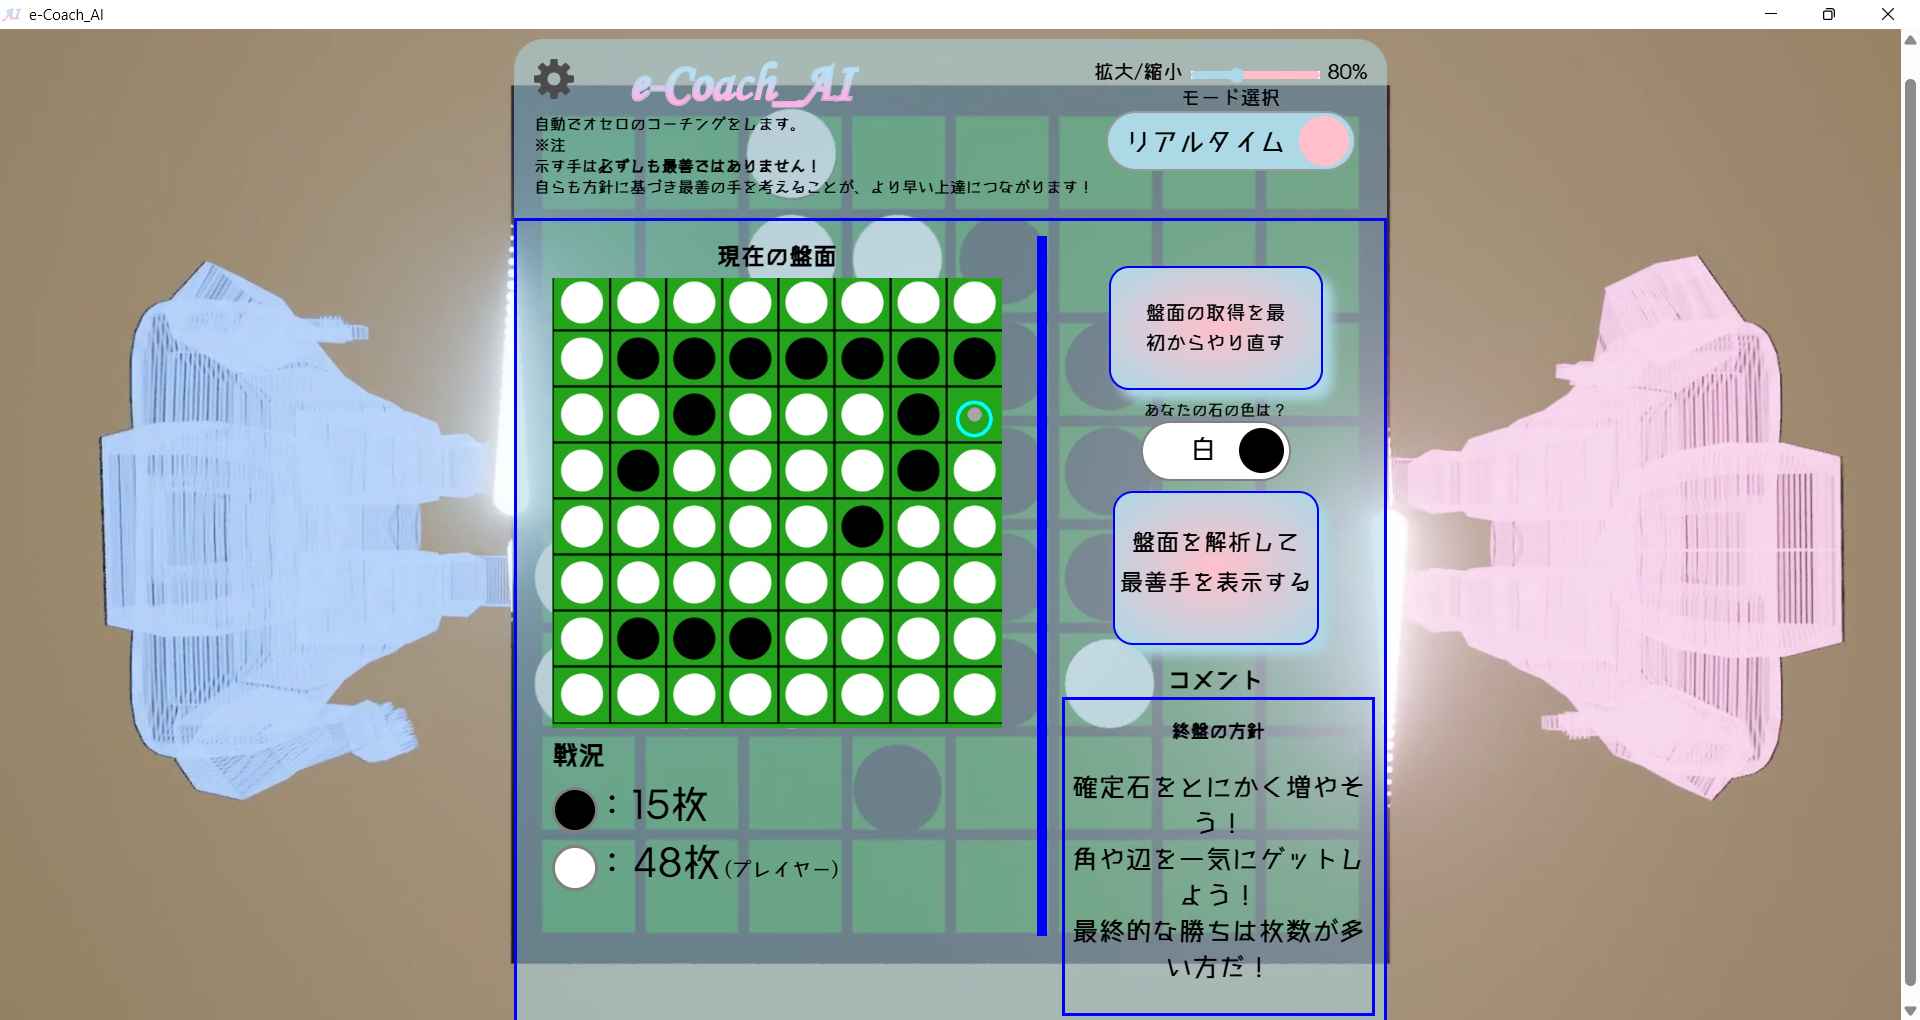 e-Coach_AI
e-Coach_AI
拡大/縮小 80%
モード選択
リアルタイム
自動でオセロのコーチングをします。
※注
示す手は必ずしも最善ではありません！
自らも方針に基づき最善の手を考えることが、より早い上達につながります！
現在の盤面
戦況
：15枚
：48枚(プレイヤー)
盤面の取得を最
初からやり直す
あなたの石の色は？
白
盤面を解析して
最善手を表示する
コメント
終盤の方針
確定石をとにかく増やそ
う！
角や辺を一気にゲットし
よう！
最終的な勝ちは枚数が多
い方だ！